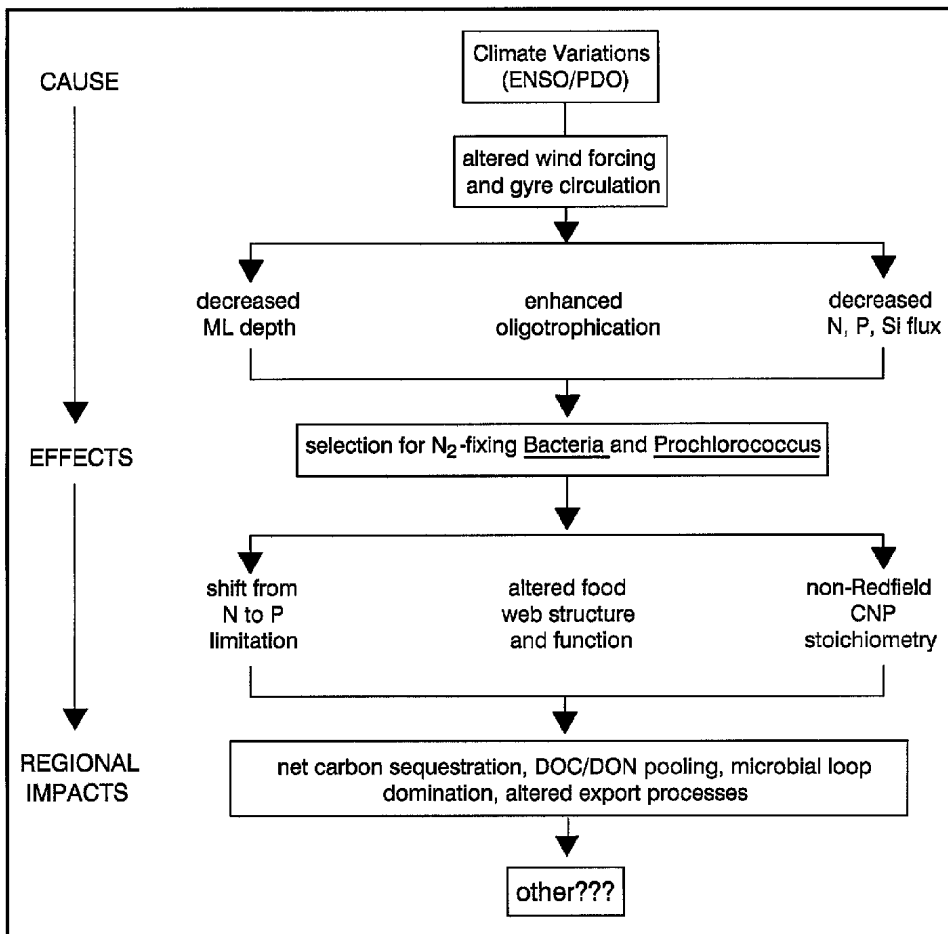 CAUSE
Climate Variations
(ENSO/PDO)
altered wind forcing
and gyre circulation
decreased
ML depth
enhanced
oligotrophication
decreased
N, P, Si flux
EFFECTS
selection for N₂-fixing Bacteria and Prochlorococcus
shift from
N to P
limitation
altered food
web structure
and function
non-Redfield
CNP
stoichiometry
REGIONAL
IMPACTS
net carbon sequestration, DOC/DON pooling, microbial loop
domination, altered export processes
other???